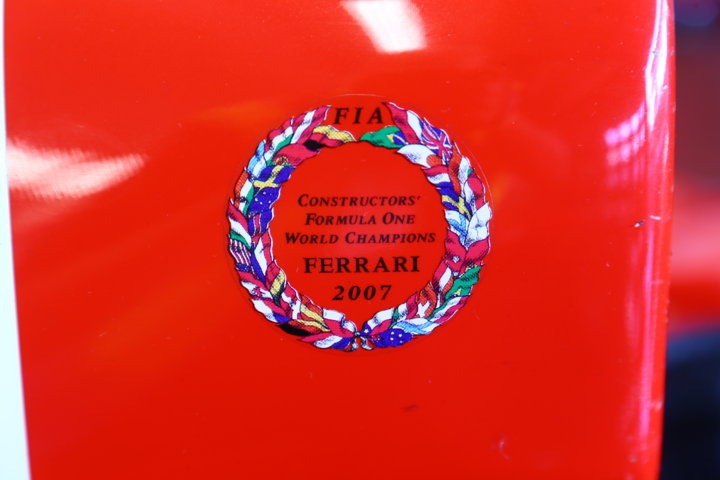 FIA
CONSTRUCTORS'
FORMULA ONE
WORLD CHAMPIONS
FERRARI
2007